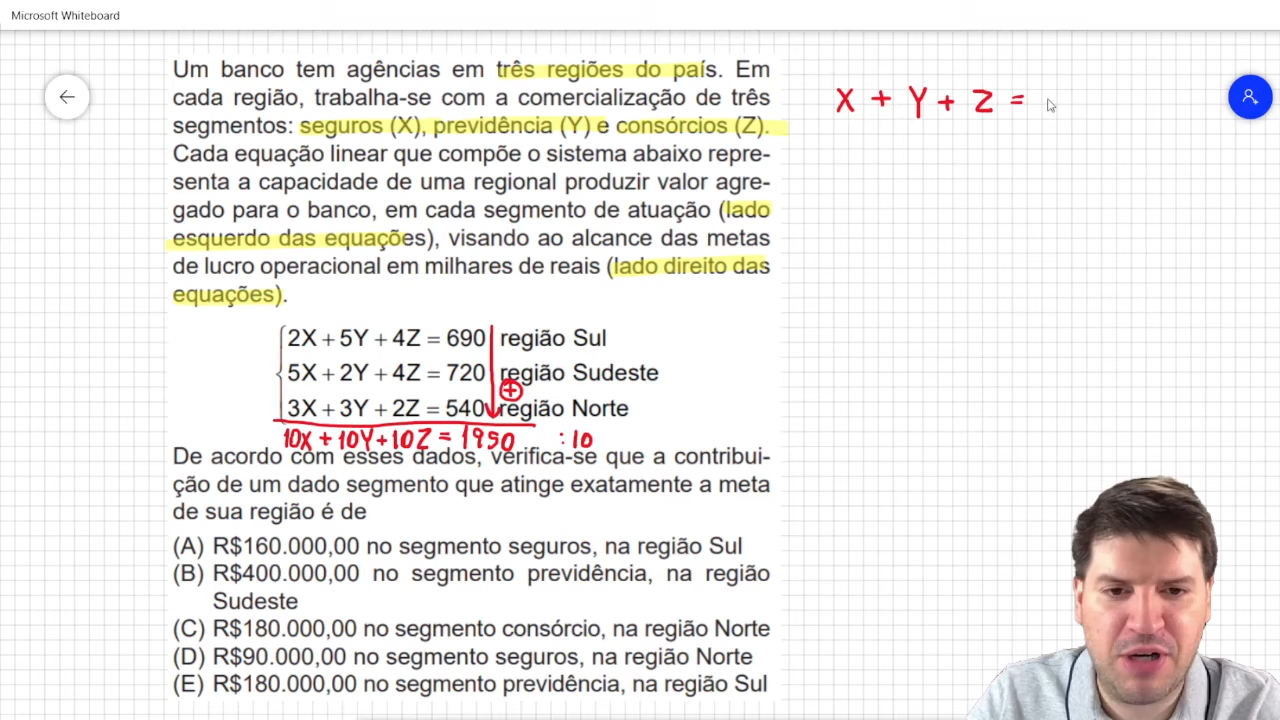 Microsoft Whiteboard
Um banco tem agências em três regiões do país. Em
cada região, trabalha-se com a comercialização de três
segmentos: seguros (X), previdência (Y) e consórcios (Z).
Cada equação linear que compõe o sistema abaixo repre-
senta a capacidade de uma regional produzir valor agre-
gado para o banco, em cada segmento de atuação (lado
esquerdo das equações), visando ao alcance das metas
de lucro operacional em milhares de reais (lado direito das
equações).
2X + 5Y + 4Z = 690 região Sul
5X + 2Y + 4Z = 720 região Sudeste
3X + 3Y + 2Z = 540 região Norte
10X + 10Y + 10Z = 1950 :10
De acordo com esses dados, verifica-se que a contribui-
ção de um dado segmento que atinge exatamente a meta
de sua região é de
(A) R$160.000,00 no segmento seguros, na região Sul
(B) R$400.000,00 no segmento previdência, na região
Sudeste
(C) R$180.000,00 no segmento consórcio, na região Norte
(D) R$90.000,00 no segmento seguros, na região Norte
(E) R$180.000,00 no segmento previdência, na região Sul
X + Y + Z =